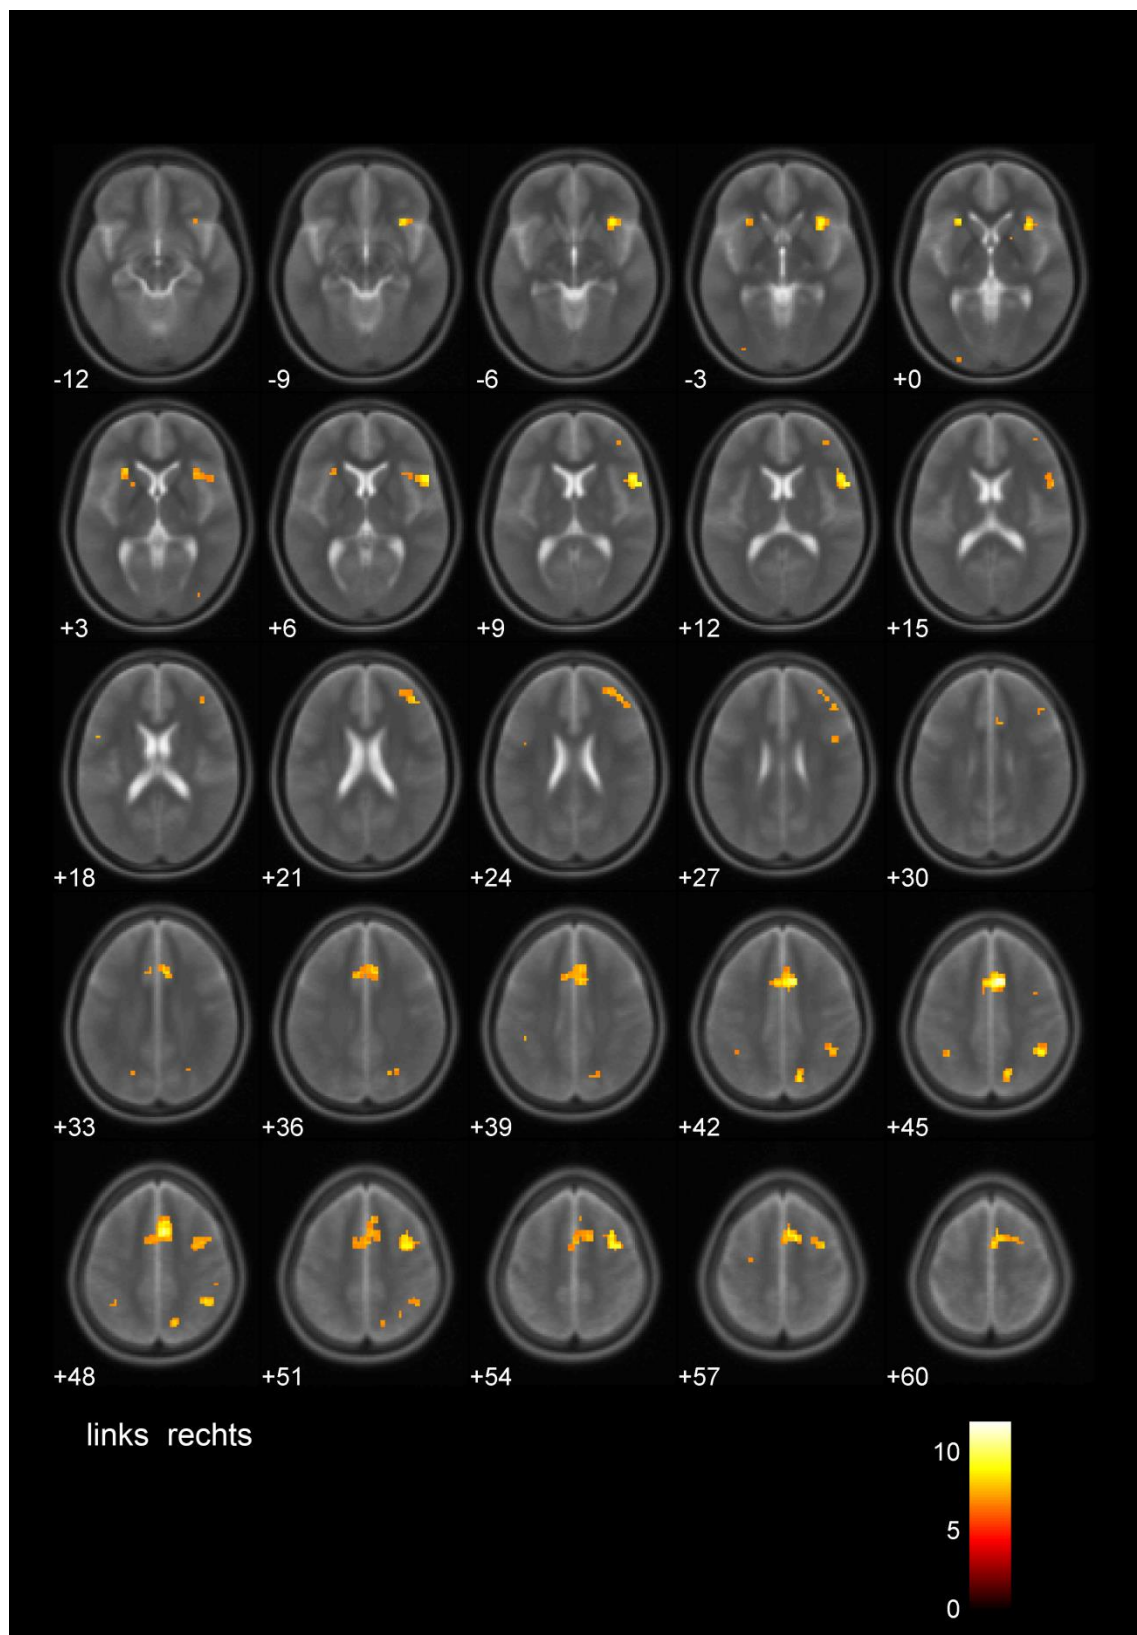 -12 -9 -6 -3 +0
+3 +6 +9 +12 +15
+18 +21 +24 +27 +30
+33 +36 +39 +42 +45
+48 +51 +54 +57 +60
links rechts
10
5
0